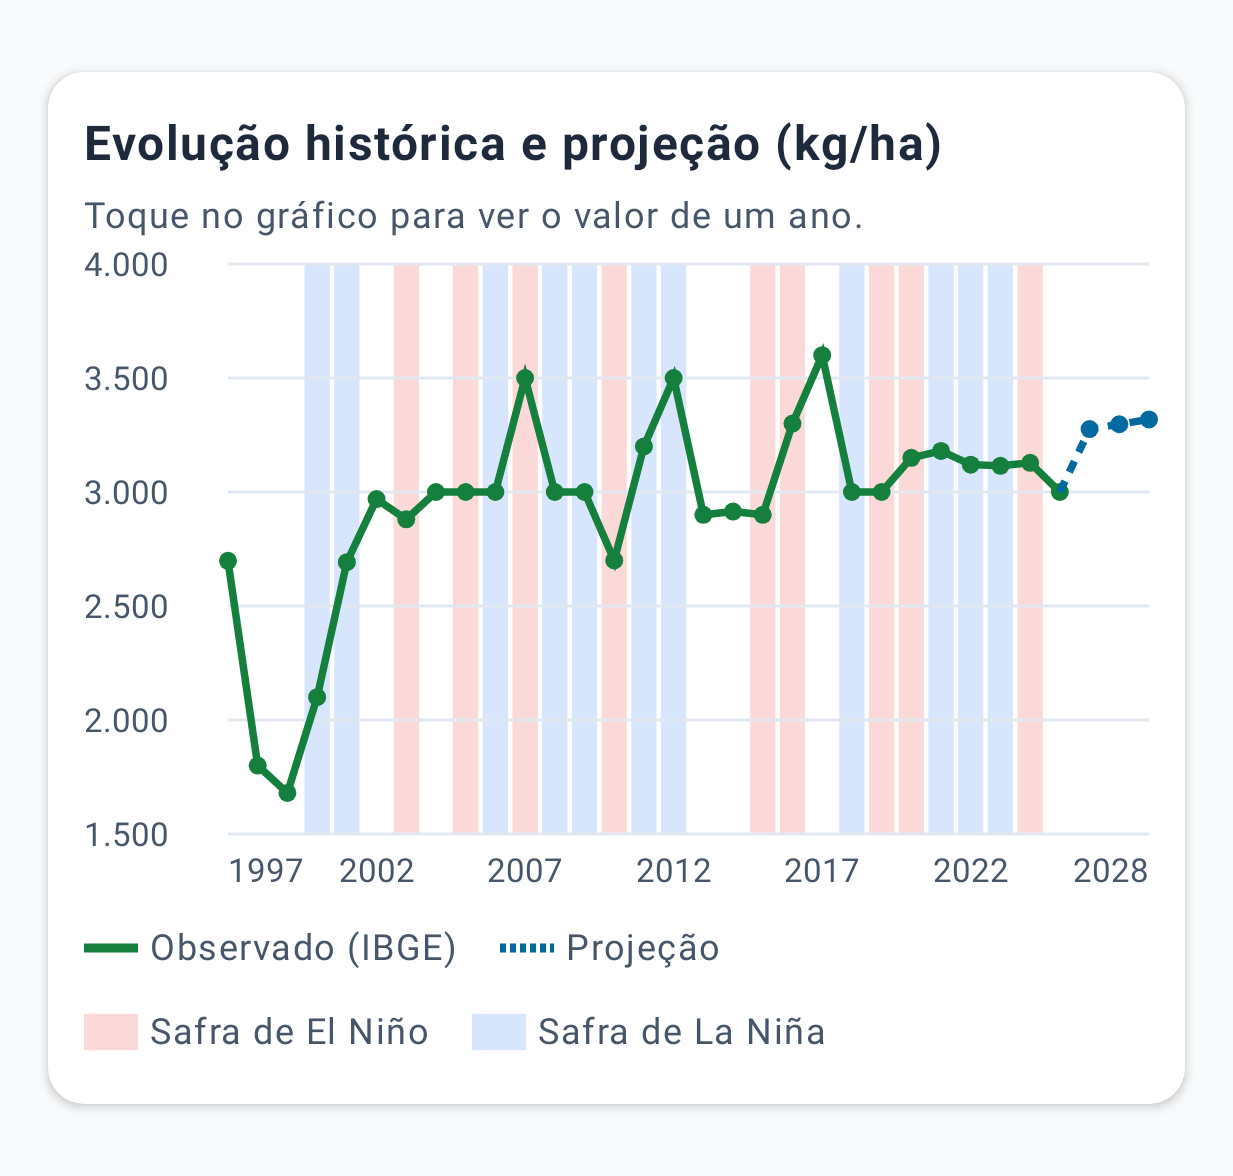 Evolução histórica e projeção (kg/ha)
Toque no gráfico para ver o valor de um ano.
4.000
3.500
3.000
2.500
2.000
1.500
1997 2002 2007 2012 2017 2022 2028
Observado (IBGE) Projeção
Safra de El Niño Safra de La Niña